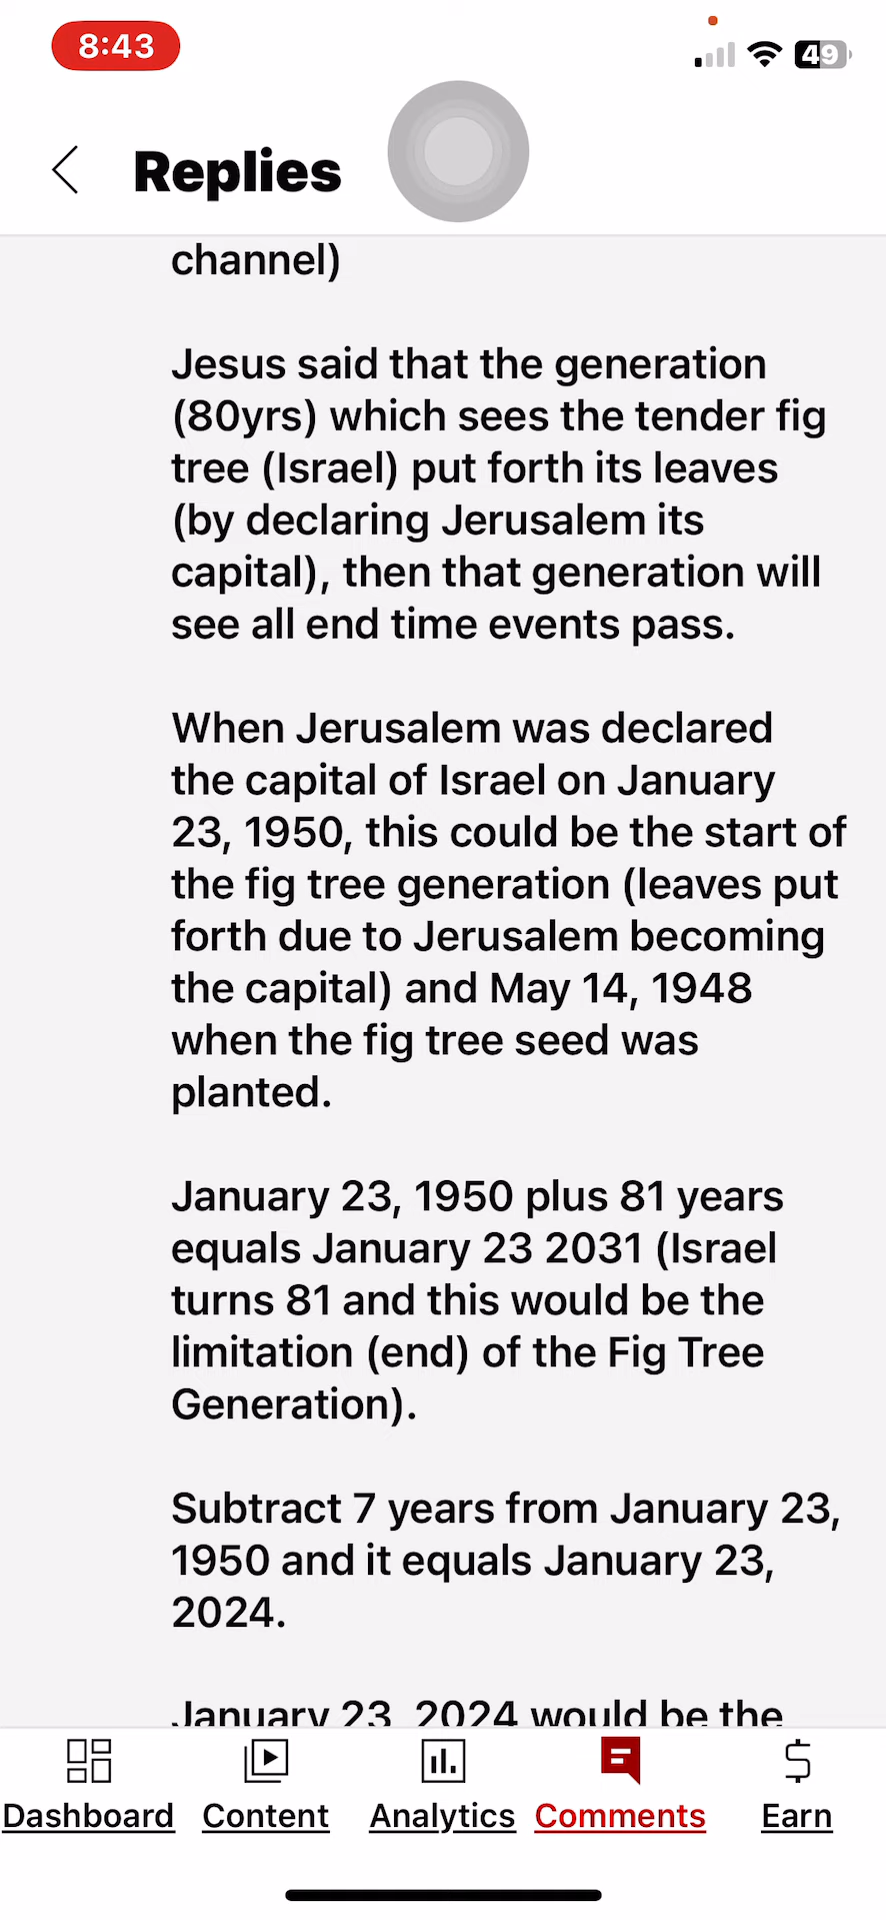 8:43
49
Replies
channel)
Jesus said that the generation
(80yrs) which sees the tender fig
tree (Israel) put forth its leaves
(by declaring Jerusalem its
capital), then that generation will
see all end time events pass.
When Jerusalem was declared
the capital of Israel on January
23, 1950, this could be the start of
the fig tree generation (leaves put
forth due to Jerusalem becoming
the capital) and May 14, 1948
when the fig tree seed was
planted.
January 23, 1950 plus 81 years
equals January 23 2031 (Israel
turns 81 and this would be the
limitation (end) of the Fig Tree
Generation).
Subtract 7 years from January 23,
1950 and it equals January 23,
2024.
January 23, 2024 would be the
Dashboard Content Analytics Comments Earn